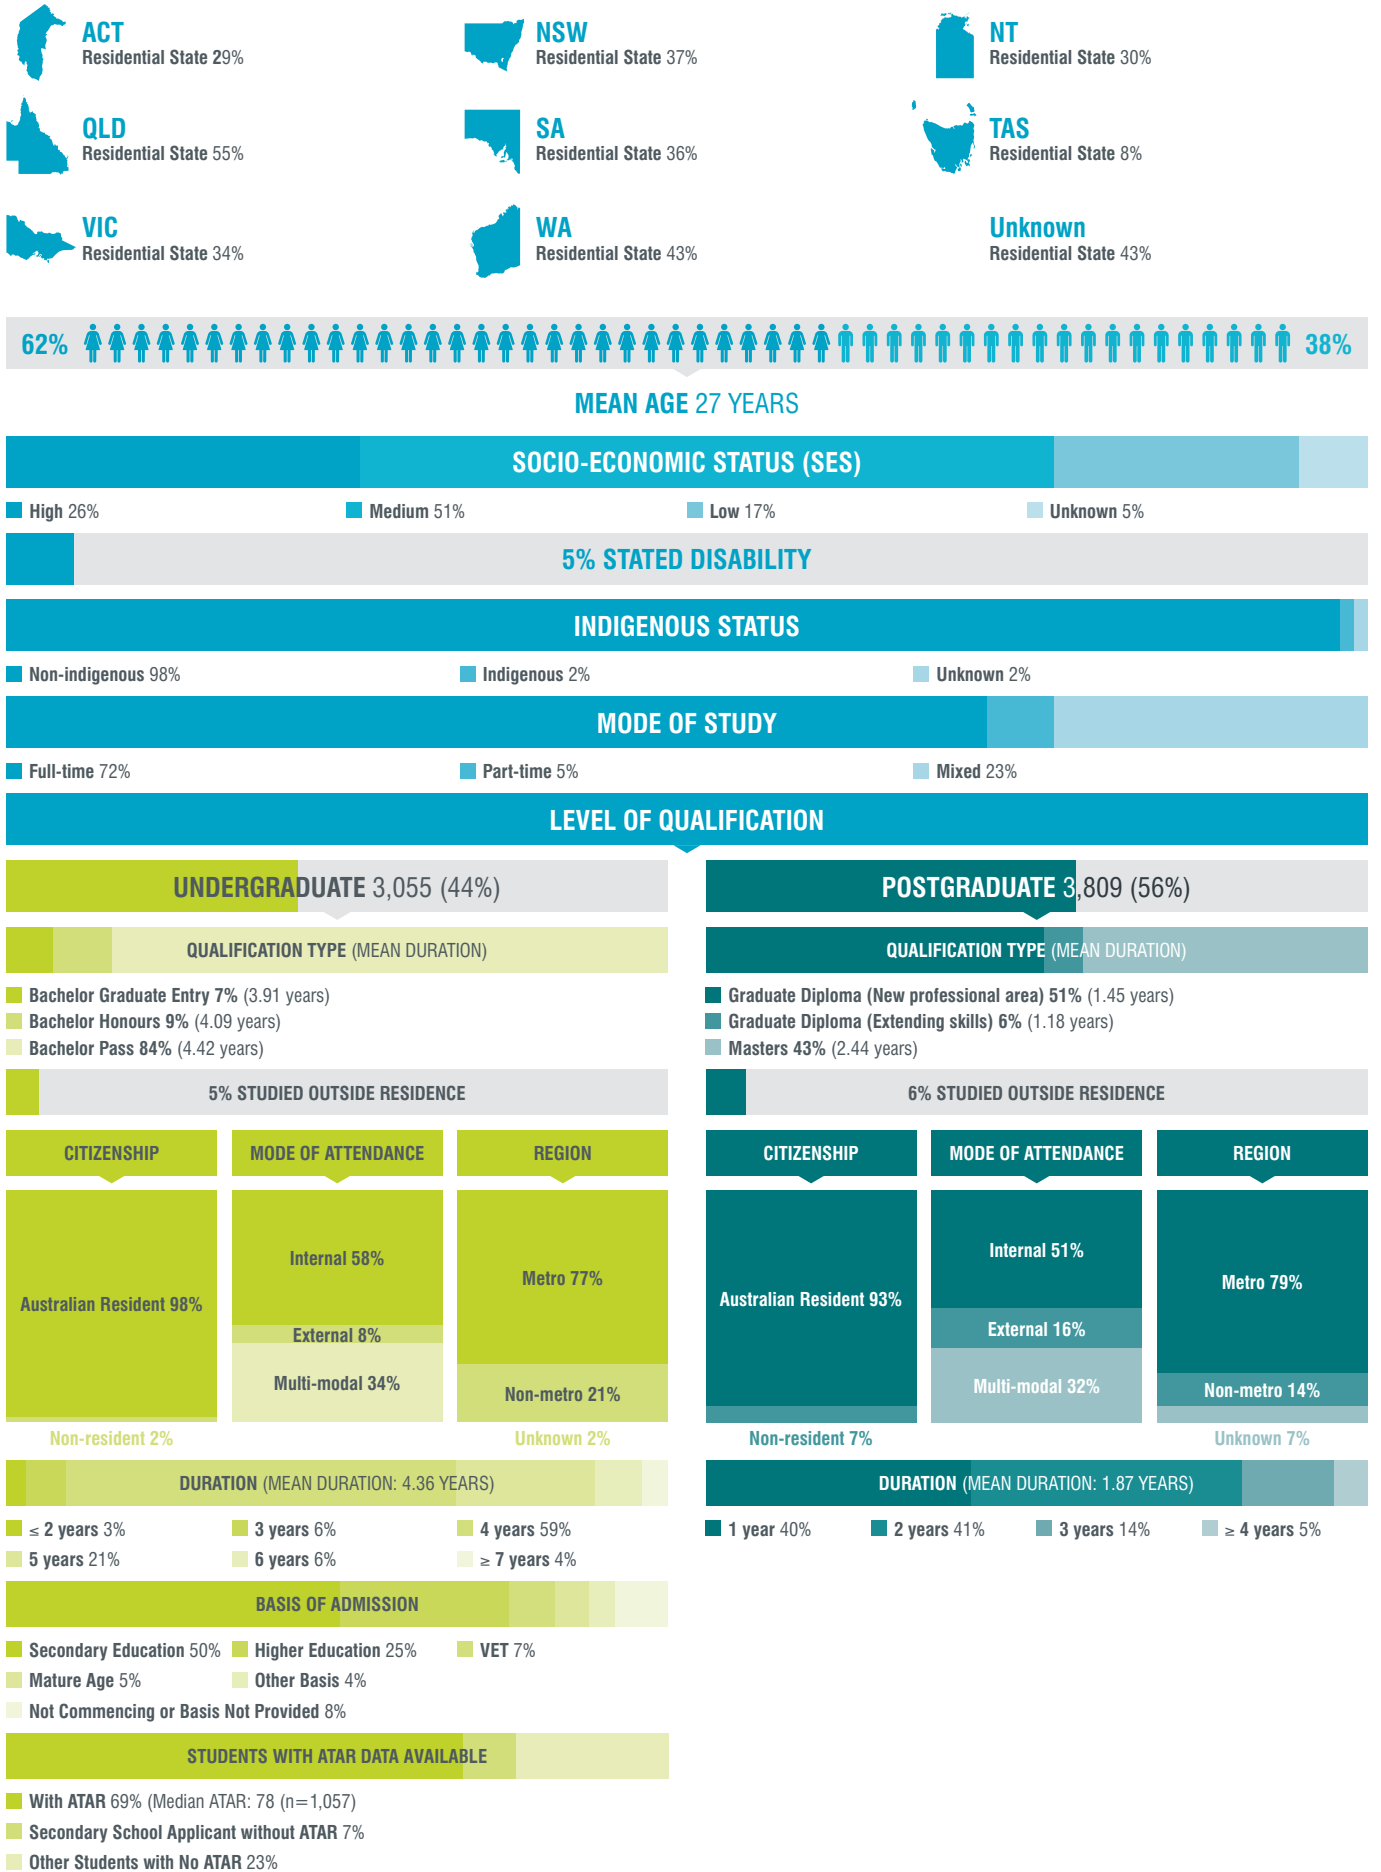 ACT
Residential State 29%
NSW
Residential State 37%
NT
Residential State 30%
QLD
Residential State 55%
SA
Residential State 36%
TAS
Residential State 8%
VIC
Residential State 34%
WA
Residential State 43%
Unknown
Residential State 43%
62% 38%
MEAN AGE 27 YEARS
SOCIO-ECONOMIC STATUS (SES)
High 26% Medium 51% Low 17% Unknown 5%
5% STATED DISABILITY
INDIGENOUS STATUS
Non-indigenous 98% Indigenous 2% Unknown 2%
MODE OF STUDY
Full-time 72% Part-time 5% Mixed 23%
LEVEL OF QUALIFICATION
UNDERGRADUATE 3,055 (44%)
QUALIFICATION TYPE (MEAN DURATION)
Bachelor Graduate Entry 7% (3.91 years)
Bachelor Honours 9% (4.09 years)
Bachelor Pass 84% (4.42 years)
5% STUDIED OUTSIDE RESIDENCE
CITIZENSHIP
Australian Resident 98%
Non-resident 2%
MODE OF ATTENDANCE
Internal 58%
External 8%
Multi-modal 34%
REGION
Metro 77%
Non-metro 21%
Unknown 2%
DURATION (MEAN DURATION: 4.36 YEARS)
≤ 2 years 3% 3 years 6% 4 years 59%
5 years 21% 6 years 6% ≥ 7 years 4%
BASIS OF ADMISSION
Secondary Education 50% Higher Education 25% VET 7%
Mature Age 5% Other Basis 4%
Not Commencing or Basis Not Provided 8%
STUDENTS WITH ATAR DATA AVAILABLE
With ATAR 69% (Median ATAR: 78 (n=1,057)
Secondary School Applicant without ATAR 7%
Other Students with No ATAR 23%
POSTGRADUATE 3,809 (56%)
QUALIFICATION TYPE (MEAN DURATION)
Graduate Diploma (New professional area) 51% (1.45 years)
Graduate Diploma (Extending skills) 6% (1.18 years)
Masters 43% (2.44 years)
6% STUDIED OUTSIDE RESIDENCE
CITIZENSHIP
Australian Resident 93%
Non-resident 7%
MODE OF ATTENDANCE
Internal 51%
External 16%
Multi-modal 32%
REGION
Metro 79%
Non-metro 14%
Unknown 7%
DURATION (MEAN DURATION: 1.87 YEARS)
1 year 40% 2 years 41% 3 years 14% ≥ 4 years 5%